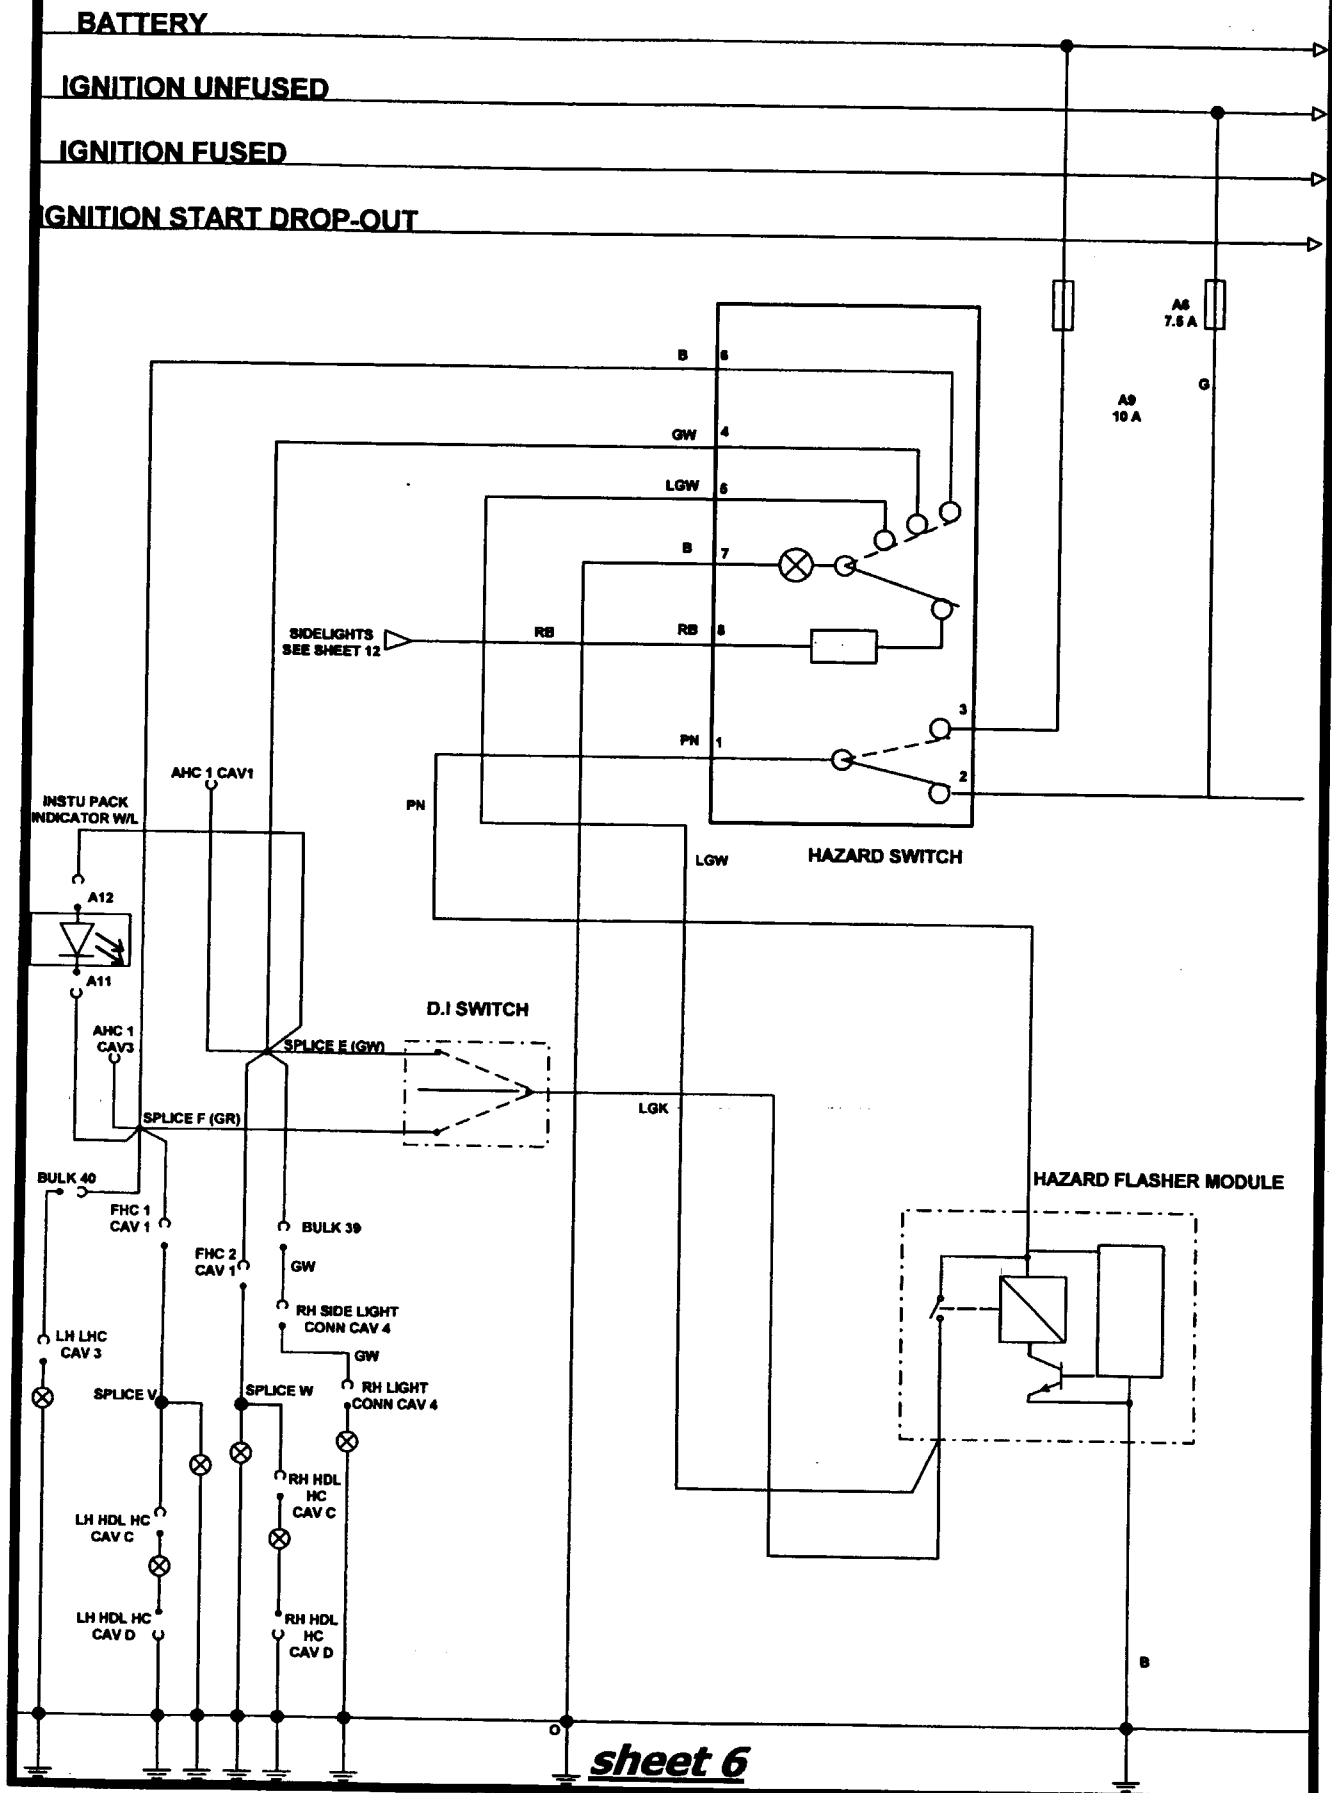 BATTERY
IGNITION UNFUSED
IGNITION FUSED
IGNITION START DROP-OUT
A6
7.5 A
B
6
G
A9
10 A
GW
4
LGW
5
B
7
SIDELIGHTS
SEE SHEET 12
RB
RB
8
3
PN
1
2
AHC 1 CAV1
INSTU PACK
INDICATOR W/L
PN
LGW
HAZARD SWITCH
A12
A11
D.I SWITCH
AHC 1
CAV3
SPLICE E (GW)
LGK
SPLICE F (GR)
BULK 40
HAZARD FLASHER MODULE
FHC 1
CAV 1
BULK 39
FHC 2
CAV 1
GW
RH SIDE LIGHT
CONN CAV 4
LH LHC
CAV 3
GW
SPLICE V
SPLICE W
RH LIGHT
CONN CAV 4
RH HDL
HC
CAV C
LH HDL HC
CAV C
LH HDL HC
CAV D
RH HDL
HC
CAV D
B
O
sheet 6